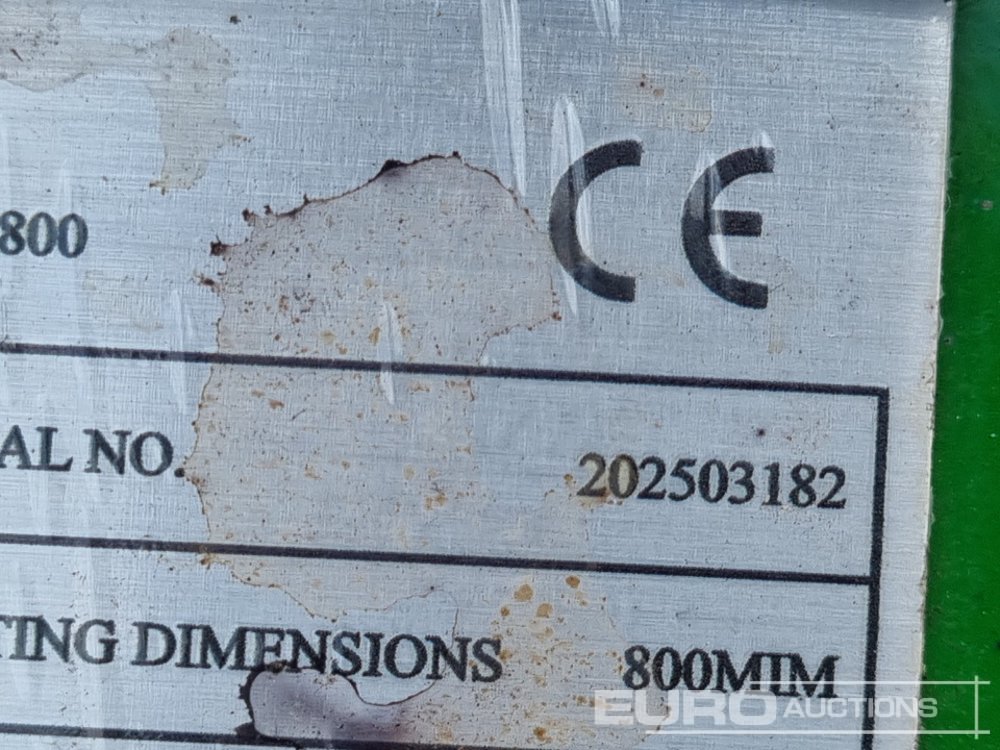 CE
800
AL NO. 202503182
TING DIMENSIONS 800MIM
EURO AUCTIONS